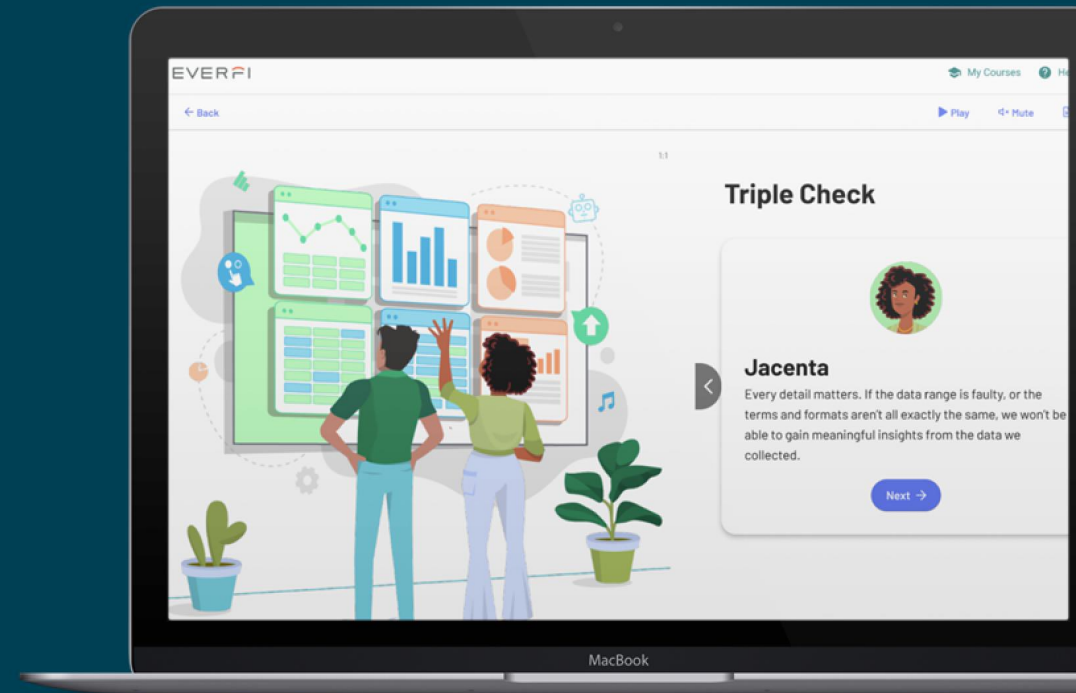 EVERFI
My Courses
Back
Play
Mute
1:1
Triple Check
Jacenta
Every detail matters. If the data range is faulty, or the
terms and formats aren't all exactly the same, we won't be
able to gain meaningful insights from the data we
collected.
Next
MacBook